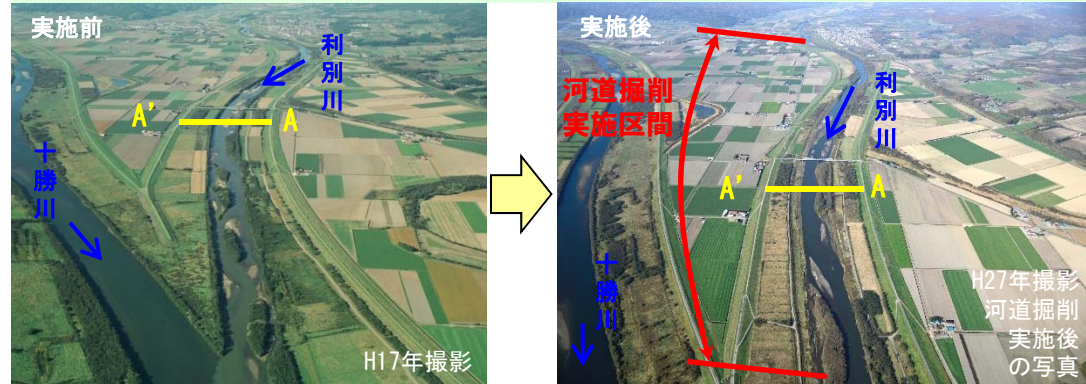 実施前
利別川
A'
A
十勝川
H17年撮影
実施後
河道掘削
実施区間
利別川
A'
A
十勝川
H27年撮影
河道掘削
実施後
の写真